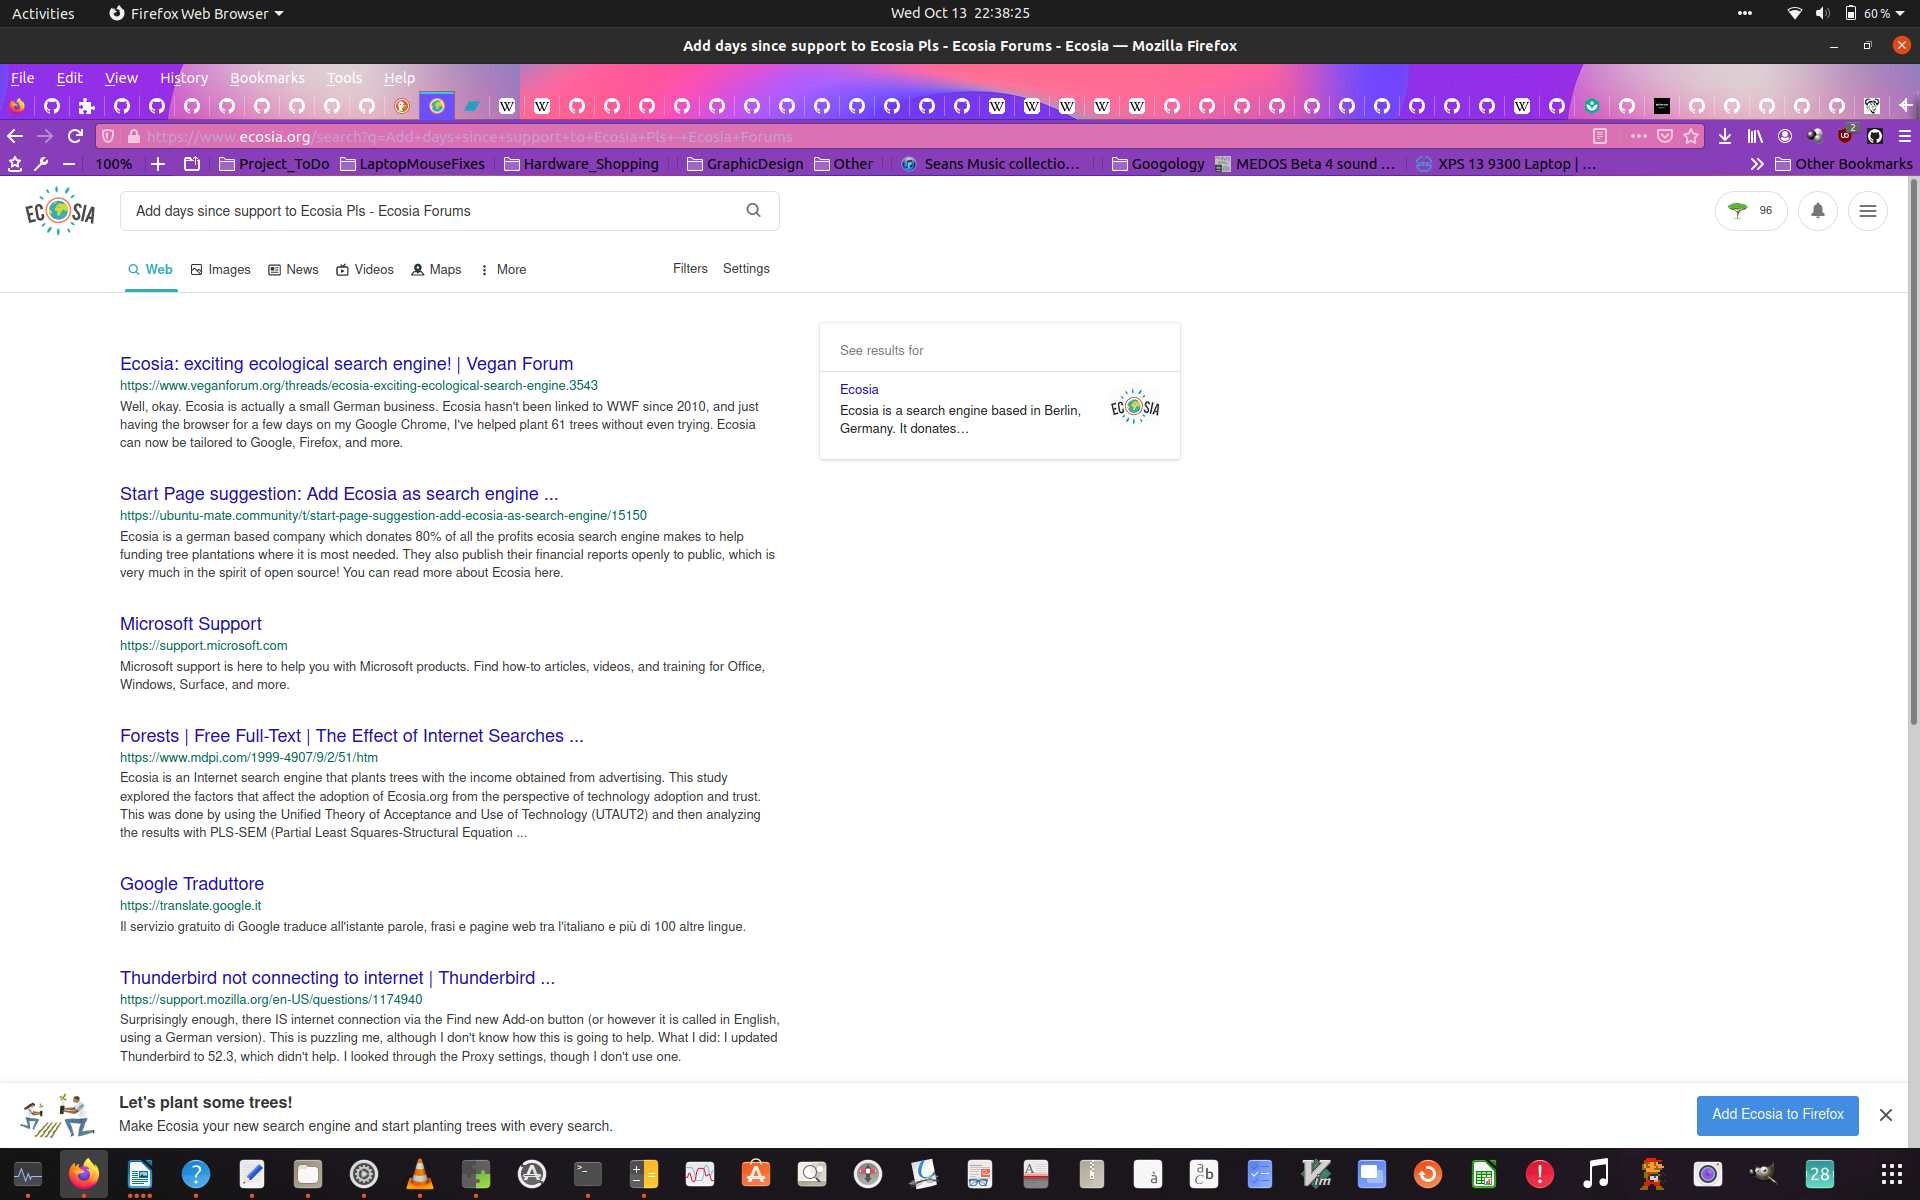 Activities
Firefox Web Browser
Wed Oct 13 22:38:25
60 %
Add days since support to Ecosia Pls - Ecosia Forums - Ecosia — Mozilla Firefox
File Edit View History Bookmarks Tools Help
https://www.ecosia.org/search?q=Add+days+since+support+to+Ecosia+Pls+-+Ecosia+Forums
2
100%
Project_ToDo
LaptopMouseFixes
Hardware_Shopping
GraphicDesign
Other
Seans Music collectio…
Googology
MEDOS Beta 4 sound …
XPS 13 9300 Laptop | …
Other Bookmarks
ECOSIA
Add days since support to Ecosia Pls - Ecosia Forums
96
Web Images News Videos Maps More
Filters Settings
Ecosia: exciting ecological search engine! | Vegan Forum
https://www.veganforum.org/threads/ecosia-exciting-ecological-search-engine.3543
Well, okay. Ecosia is actually a small German business. Ecosia hasn't been linked to WWF since 2010, and just
having the browser for a few days on my Google Chrome, I've helped plant 61 trees without even trying. Ecosia
can now be tailored to Google, Firefox, and more.
See results for
Ecosia
Ecosia is a search engine based in Berlin,
Germany. It donates…
ECOSIA
Start Page suggestion: Add Ecosia as search engine ...
https://ubuntu-mate.community/t/start-page-suggestion-add-ecosia-as-search-engine/15150
Ecosia is a german based company which donates 80% of all the profits ecosia search engine makes to help
funding tree plantations where it is most needed. They also publish their financial reports openly to public, which is
very much in the spirit of open source! You can read more about Ecosia here.
Microsoft Support
https://support.microsoft.com
Microsoft support is here to help you with Microsoft products. Find how-to articles, videos, and training for Office,
Windows, Surface, and more.
Forests | Free Full-Text | The Effect of Internet Searches ...
https://www.mdpi.com/1999-4907/9/2/51/htm
Ecosia is an Internet search engine that plants trees with the income obtained from advertising. This study
explored the factors that affect the adoption of Ecosia.org from the perspective of technology adoption and trust.
This was done by using the Unified Theory of Acceptance and Use of Technology (UTAUT2) and then analyzing
the results with PLS-SEM (Partial Least Squares-Structural Equation ...
Google Traduttore
https://translate.google.it
Il servizio gratuito di Google traduce all'istante parole, frasi e pagine web tra l'italiano e più di 100 altre lingue.
Thunderbird not connecting to internet | Thunderbird ...
https://support.mozilla.org/en-US/questions/1174940
Surprisingly enough, there IS internet connection via the Find new Add-on button (or however it is called in English,
using a German version). This is puzzling me, although I don't know how this is going to help. What I did: I updated
Thunderbird to 52.3, which didn't help. I looked through the Proxy settings, though I don't use one.
Let's plant some trees!
Make Ecosia your new search engine and start planting trees with every search.
Add Ecosia to Firefox
28